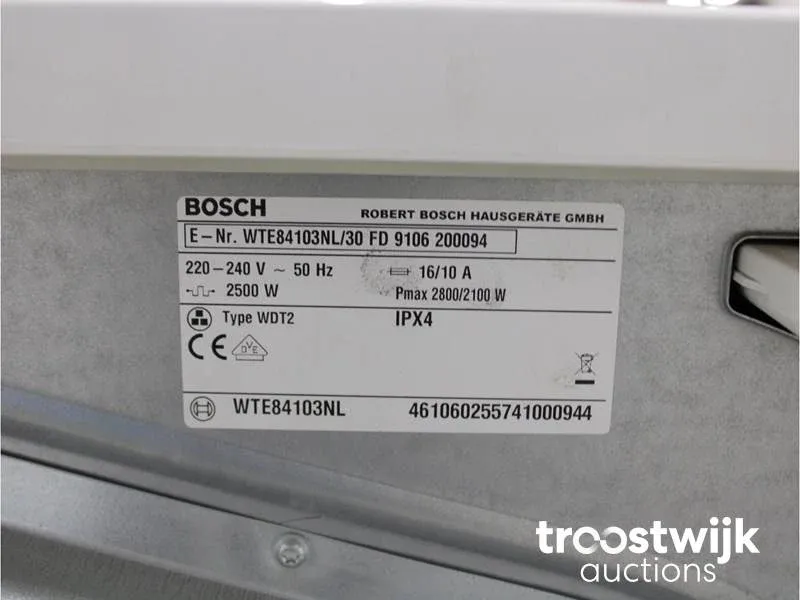 BOSCH ROBERT BOSCH HAUSGERÄTE GMBH
E-Nr. WTE84103NL/30 FD 9106 200094
220-240 V ~ 50 Hz 16/10 A
2500 W Pmax 2800/2100 W
Type WDT2 IPX4
CE DVE
WTE84103NL 461060255741000944
troostwijk
auctions